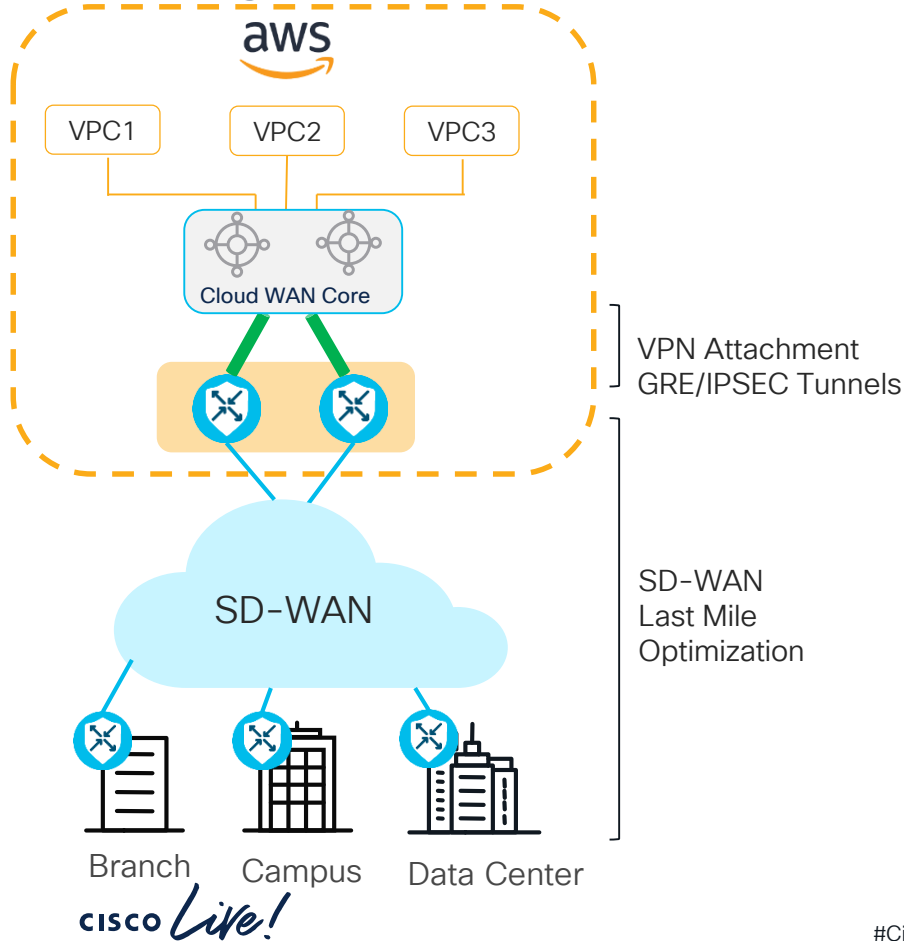 aws
VPC1
VPC2
VPC3
Cloud WAN Core
VPN Attachment
GRE/IPSEC Tunnels
SD-WAN
SD-WAN
Last Mile
Optimization
Branch
Campus
Data Center
CISCO Live!
#Ci